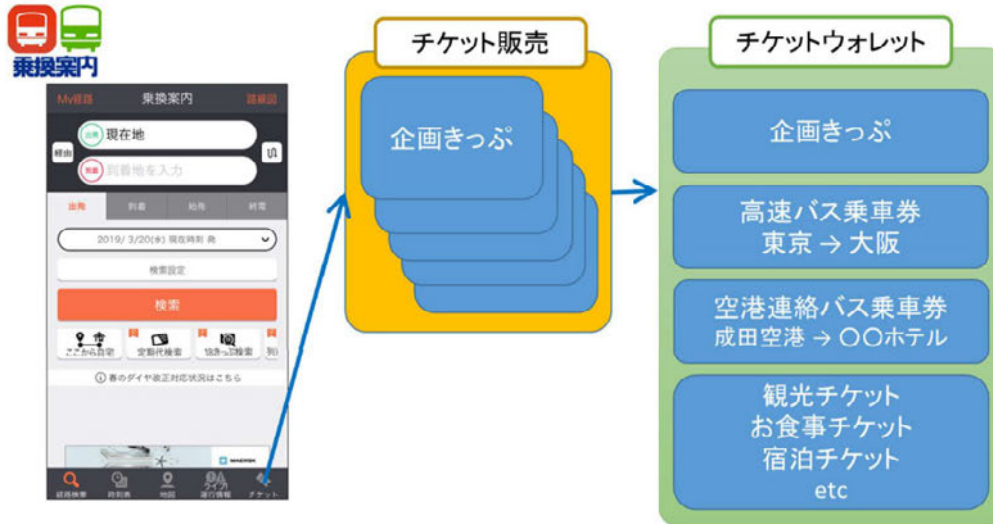 乗換案内
My経路
乗換案内
路線図
出発
現在地
経由
到着
到着地を入力
出発
到着
始発
終電
2019/ 3/20(水) 現在時刻 発
検索設定
検索
ここから自宅
定期代検索
18きっぷ検索
春のダイヤ改正対応状況はこちら
経路検索
時刻表
地図
運行情報
チケット
チケット販売
企画きっぷ
チケットウォレット
企画きっぷ
高速バス乗車券
東京 → 大阪
空港連絡バス乗車券
成田空港 → 〇〇ホテル
観光チケット
お食事チケット
宿泊チケット
etc